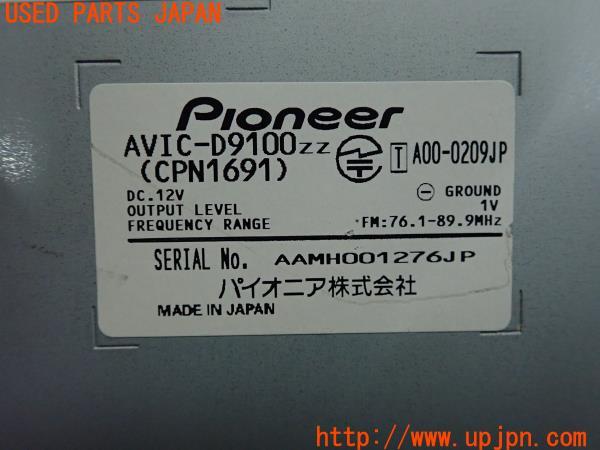 USED PARTS JAPAN
Pioneer
AVIC-D9100ZZ
(CPN1691)
T A00-0209JP
DC.12V ⊖ GROUND
OUTPUT LEVEL 1V
FREQUENCY RANGE FM:76.1-89.9MHz
SERIAL No. AAMH001276JP
パイオニア株式会社
MADE IN JAPAN
UPJ http://www.upjpn.com